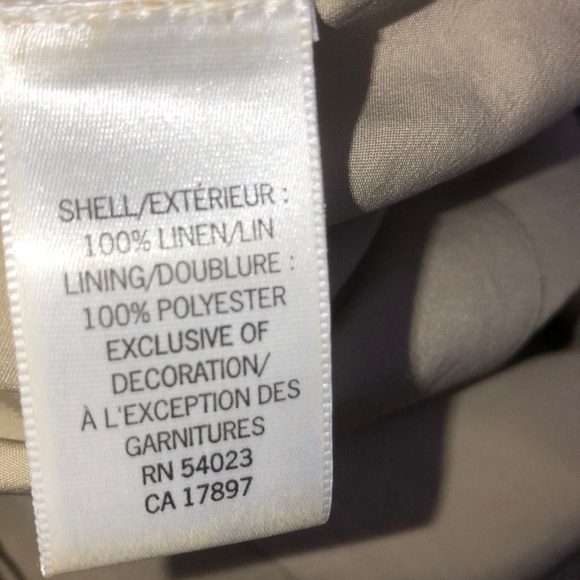 SHELL/EXTÉRIEUR :
100% LINEN/LIN
LINING/DOUBLURE :
100% POLYESTER
EXCLUSIVE OF
DECORATION/
À L'EXCEPTION DES
GARNITURES
RN 54023
CA 17897